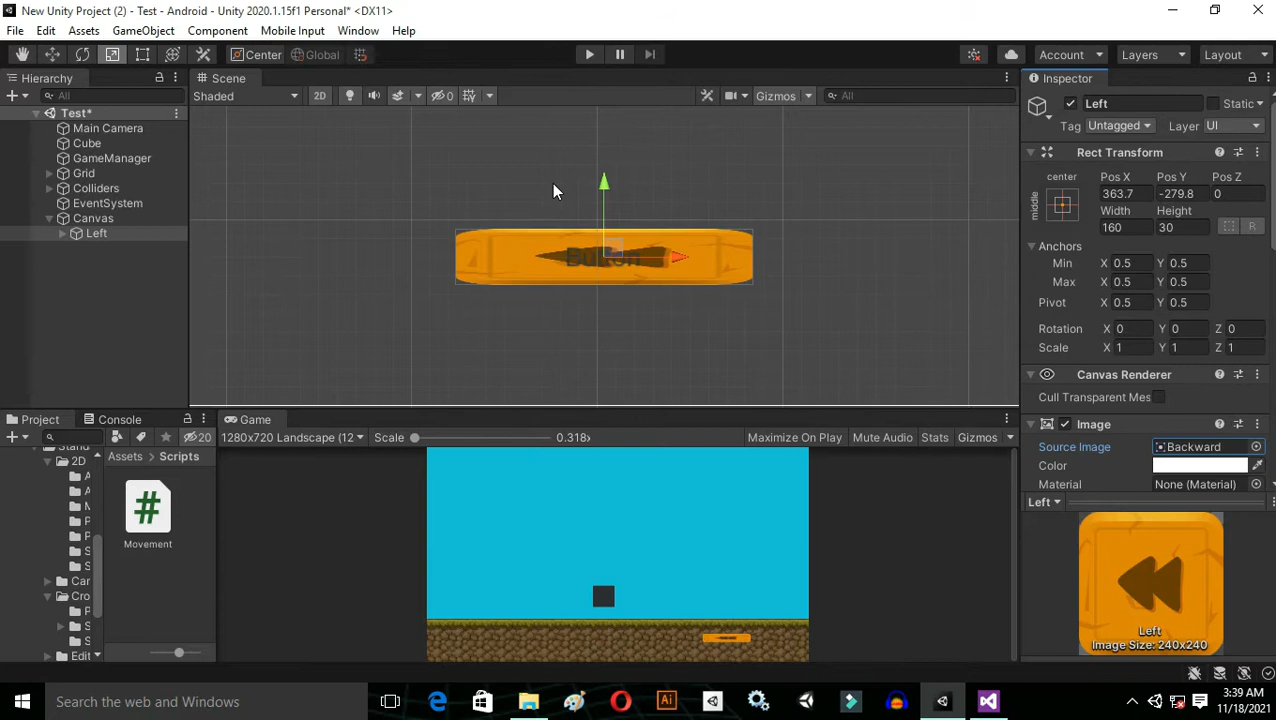 New Unity Project (2) - Test - Android - Unity 2020.1.15f1 Personal* <DX11>
File Edit Assets GameObject Component Mobile Input Window Help
Center Global Account Layers Layout
Hierarchy Scene Inspector
All Shaded 2D 0 Gizmos All Left Static
Test*
Main Camera
Cube
GameManager
Grid
Colliders
EventSystem
Canvas
Left
Button
Tag Untagged Layer UI
Rect Transform
center
middle
Pos X Pos Y Pos Z
363.7 -279.8 0
Width Height
160 30 R
Anchors
Min X 0.5 Y 0.5
Max X 0.5 Y 0.5
Pivot X 0.5 Y 0.5
Rotation X 0 Y 0 Z 0
Scale X 1 Y 1 Z 1
Canvas Renderer
Cull Transparent Mes
Image
Source Image Backward
Color
Material None (Material)
Left
Left
Image Size: 240x240
Project Console Game
20 1280x720 Landscape (12 Scale 0.318x Maximize On Play Mute Audio Stats Gizmos
Assets Scripts
2D
A
A
M
P
P
S
S
Car
Cro
P
S
S
Edit
#
Movement
Search the Web and Windows
Ai
3:39 AM
11/18/2021